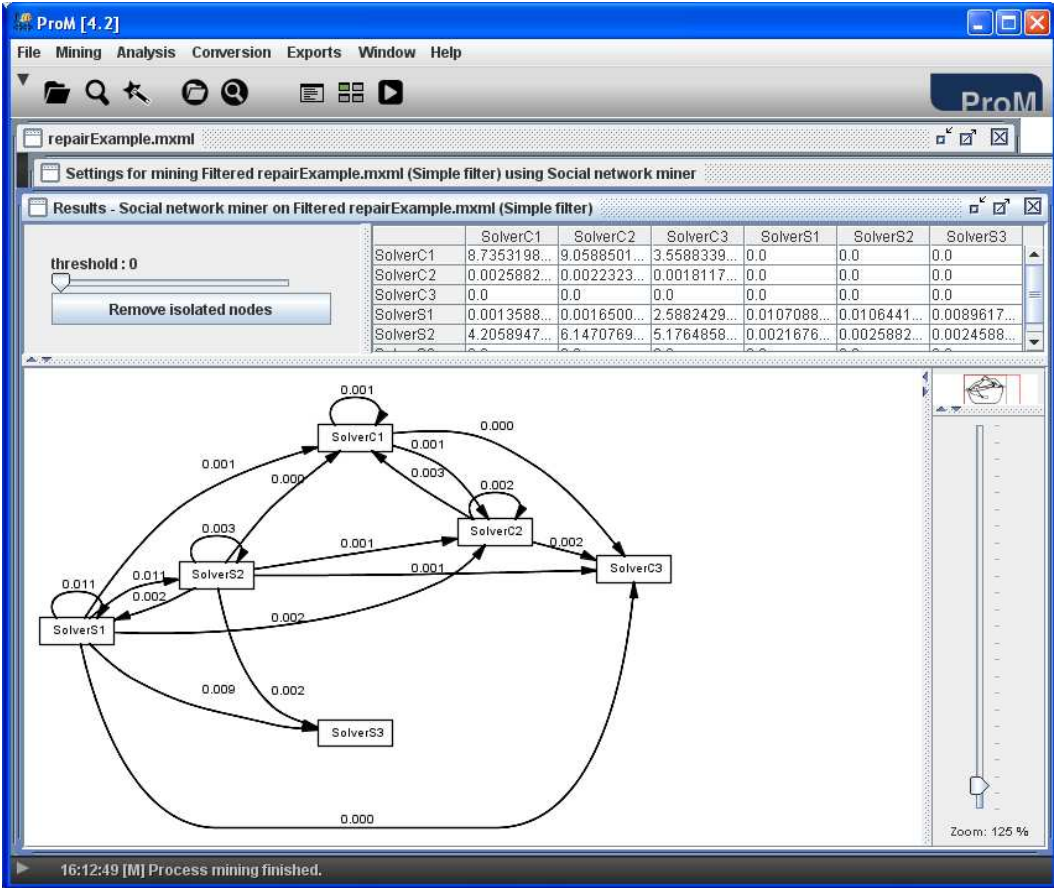 ProM [4.2]
File Mining Analysis Conversion Exports Window Help
ProM
repairExample.mxml
Settings for mining Filtered repairExample.mxml (Simple filter) using Social network miner
Results - Social network miner on Filtered repairExample.mxml (Simple filter)
threshold : 0
Remove isolated nodes
SolverC1 SolverC2 SolverC3 SolverS1 SolverS2 SolverS3
SolverC1 8.7353198... 9.0588501... 3.5588339... 0.0 0.0 0.0
SolverC2 0.0025882... 0.0022323... 0.0018117... 0.0 0.0 0.0
SolverC3 0.0 0.0 0.0 0.0 0.0 0.0
SolverS1 0.0013588... 0.0016500... 2.5882429... 0.0107088... 0.0106441... 0.0089617...
SolverS2 4.2058947... 6.1470769... 5.1764858... 0.0021676... 0.0025882... 0.0024588...
0.001
SolverC1
0.000
0.001
0.001
0.003
0.000
0.002
SolverC2
0.003
0.001
0.002
SolverS2
0.001
SolverC3
0.011
0.011
0.002
SolverS1
0.002
0.009
0.002
SolverS3
0.000
Zoom: 125 %
16:12:49 [M] Process mining finished.